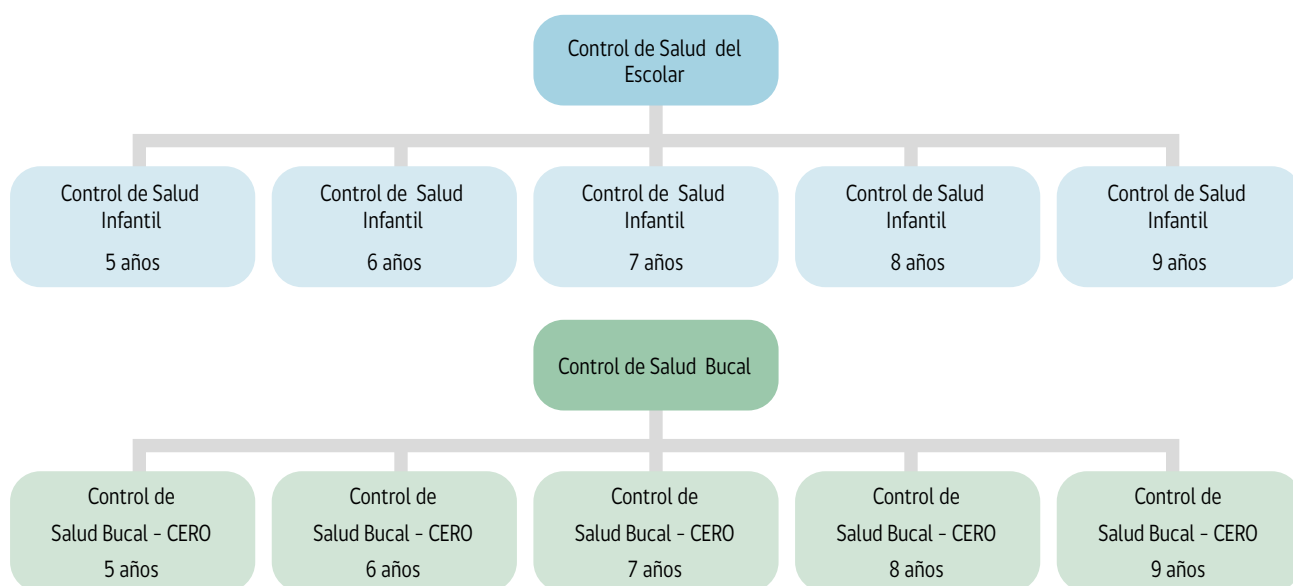 Control de Salud del
Escolar
Control de Salud
Infantil
5 años
Control de Salud
Infantil
6 años
Control de Salud
Infantil
7 años
Control de Salud
Infantil
8 años
Control de Salud
Infantil
9 años
Control de Salud Bucal
Control de
Salud Bucal – CERO
5 años
Control de
Salud Bucal – CERO
6 años
Control de
Salud Bucal – CERO
7 años
Control de
Salud Bucal – CERO
8 años
Control de
Salud Bucal – CERO
9 años